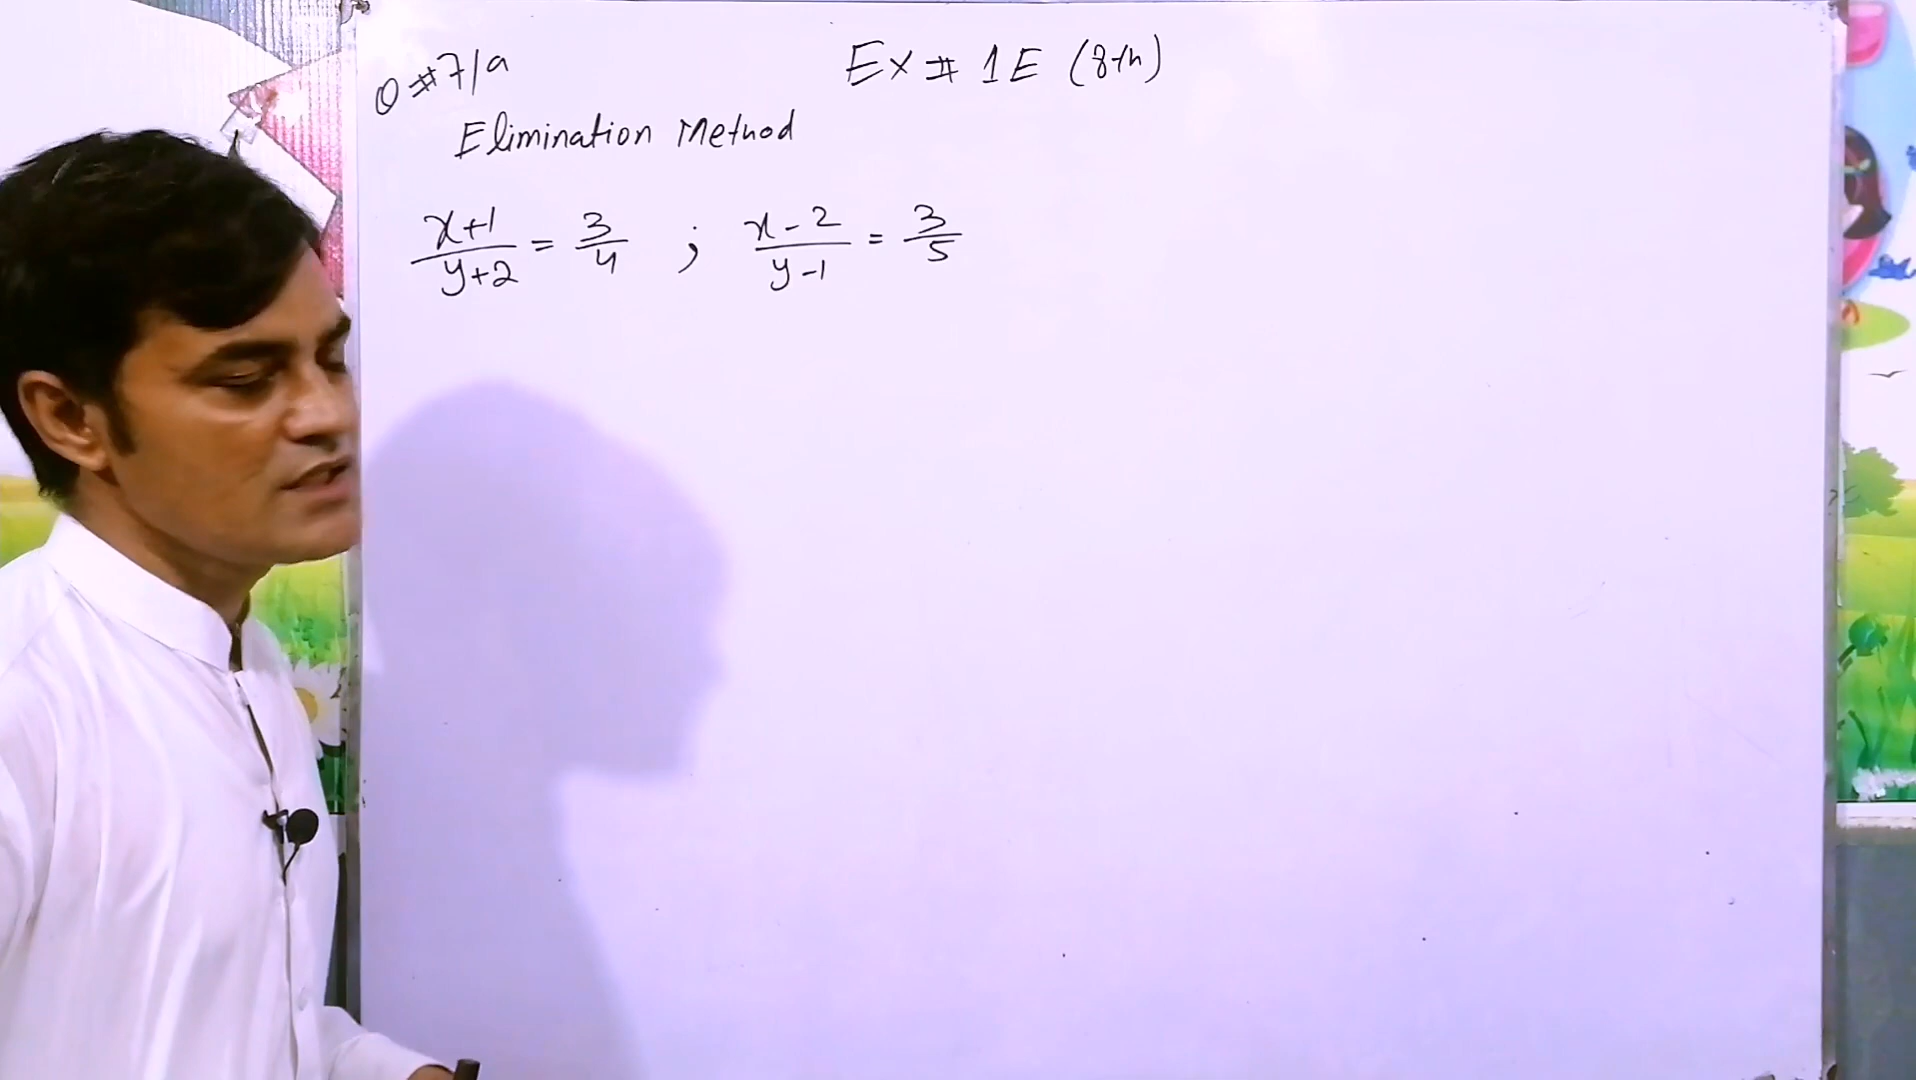 Q#7/a
Ex # 1E (8th)
Elimination Method
x+1/y+2 = 3/4 ; x-2/y-1 = 3/5